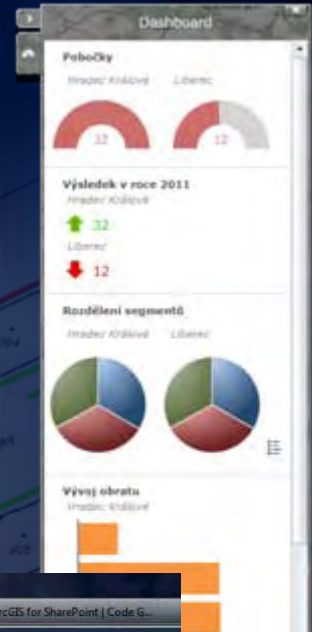 Dashboard
Pobočky
Hradec Králové Liberec
12 12
Výsledek v roce 2011
Hradec Králové
32
Liberec
12
Rozdělení segmentů
Hradec Králové Liberec
Vývoj obratu
Hradec Králové
rcGIS for SharePoint | Code G...